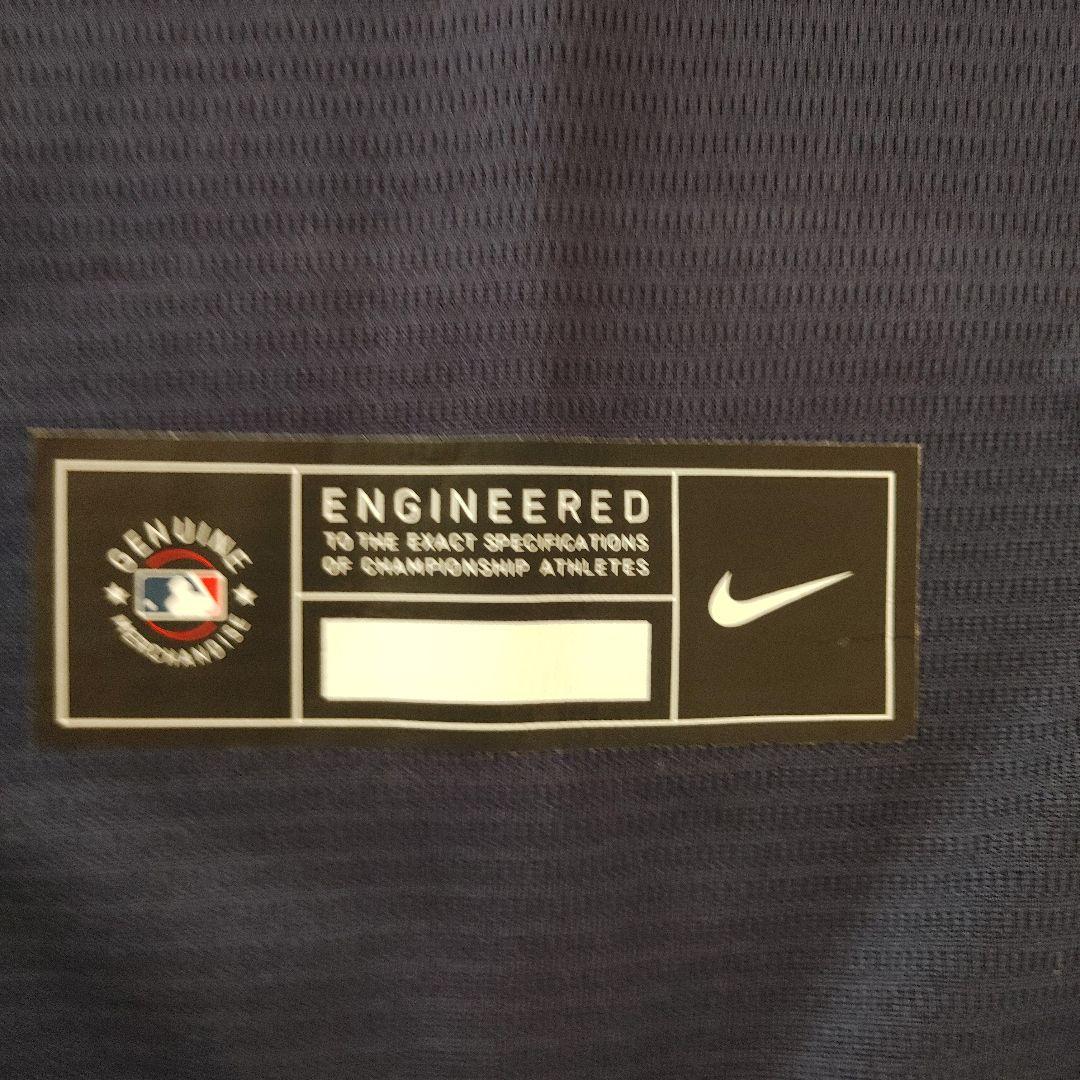 GENUINE
MERCHANDISE
ENGINEERED
TO THE EXACT SPECIFICATIONS
OF CHAMPIONSHIP ATHLETES